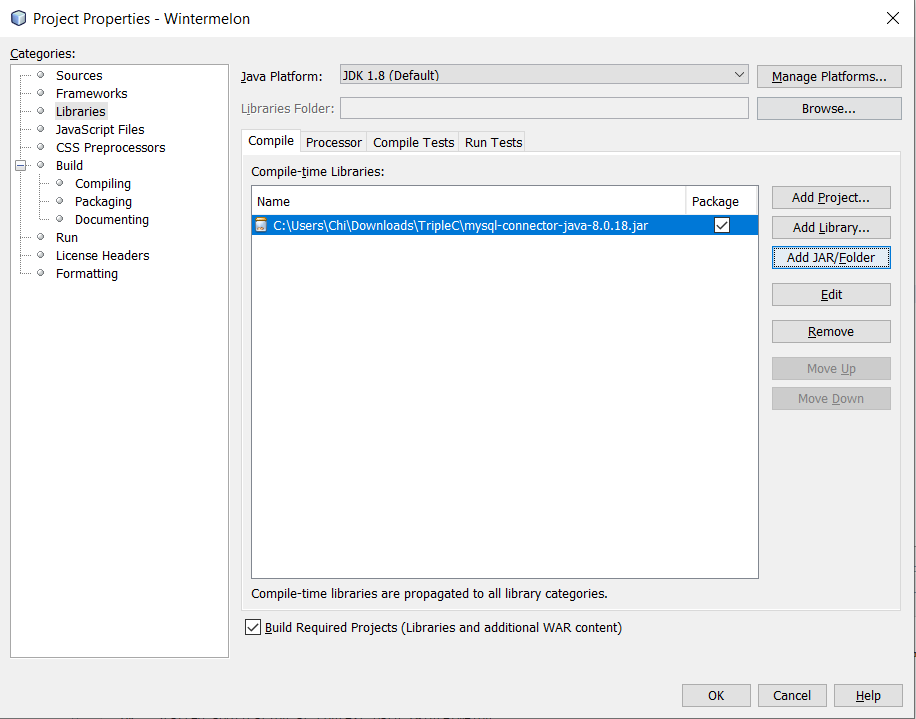 Project Properties - Wintermelon
Categories:
Sources
Frameworks
Libraries
JavaScript Files
CSS Preprocessors
Build
Compiling
Packaging
Documenting
Run
License Headers
Formatting
Java Platform: JDK 1.8 (Default) Manage Platforms...
Libraries Folder: Browse...
Compile Processor Compile Tests Run Tests
Compile-time Libraries:
Name Package
C:\Users\Chi\Downloads\TripleC\mysql-connector-java-8.0.18.jar
Add Project...
Add Library...
Add JAR/Folder
Edit
Remove
Move Up
Move Down
Compile-time libraries are propagated to all library categories.
Build Required Projects (Libraries and additional WAR content)
OK Cancel Help